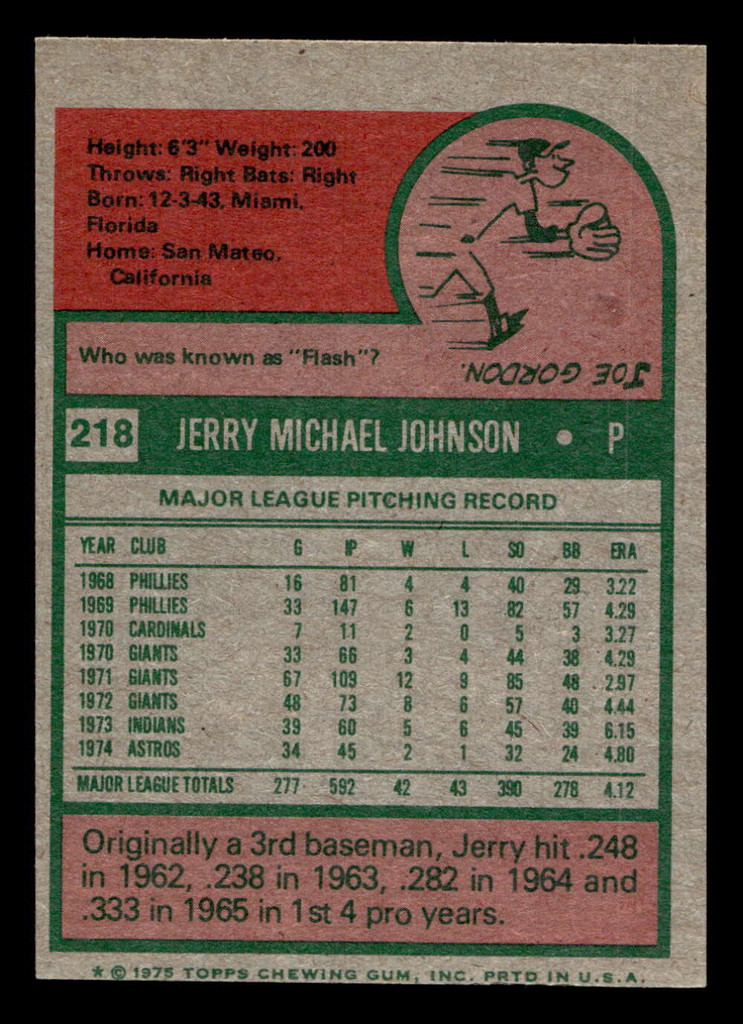 Height: 6'3" Weight: 200
Throws: Right Bats: Right
Born: 12-3-43, Miami,
Florida
Home: San Mateo,
California
Who was known as "Flash"?
JOE GORDON.
218 JERRY MICHAEL JOHNSON • P
MAJOR LEAGUE PITCHING RECORD
YEAR CLUB G IP W L SO BB ERA
1968 PHILLIES 16 81 4 4 40 29 3.22
1969 PHILLIES 33 147 6 13 82 57 4.29
1970 CARDINALS 7 11 2 0 5 3 3.27
1970 GIANTS 33 66 3 4 44 38 4.29
1971 GIANTS 67 109 12 9 85 48 2.97
1972 GIANTS 48 73 8 6 57 40 4.44
1973 INDIANS 39 60 5 6 45 39 6.15
1974 ASTROS 34 45 2 1 32 24 4.80
MAJOR LEAGUE TOTALS 277 592 42 43 390 278 4.12
Originally a 3rd baseman, Jerry hit .248
in 1962, .238 in 1963, .282 in 1964 and
.333 in 1965 in 1st 4 pro years.
* © 1975 TOPPS CHEWING GUM, INC. PRTD IN U.S.A.